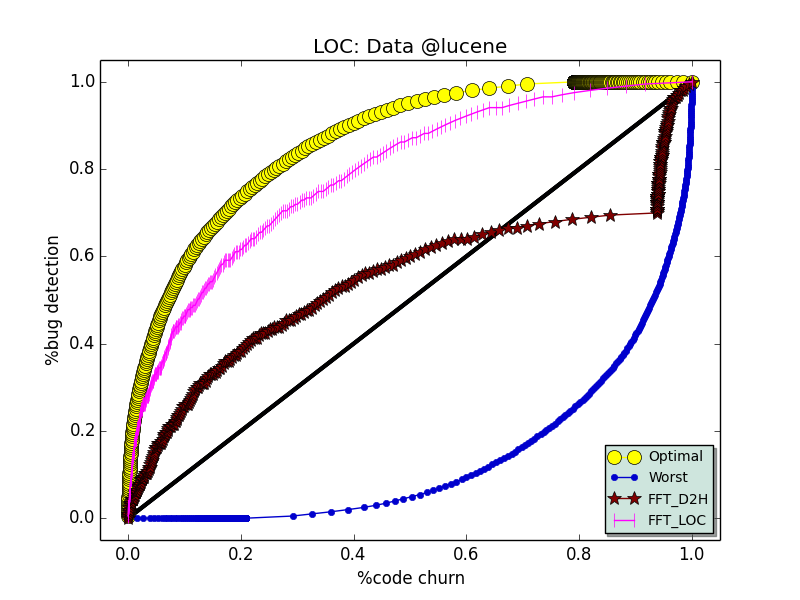 LOC: Data @lucene
%bug detection
1.0
0.8
0.6
0.4
0.2
0.0
0.0 0.2 0.4 0.6 0.8 1.0
%code churn
Optimal
Worst
FFT_D2H
FFT_LOC